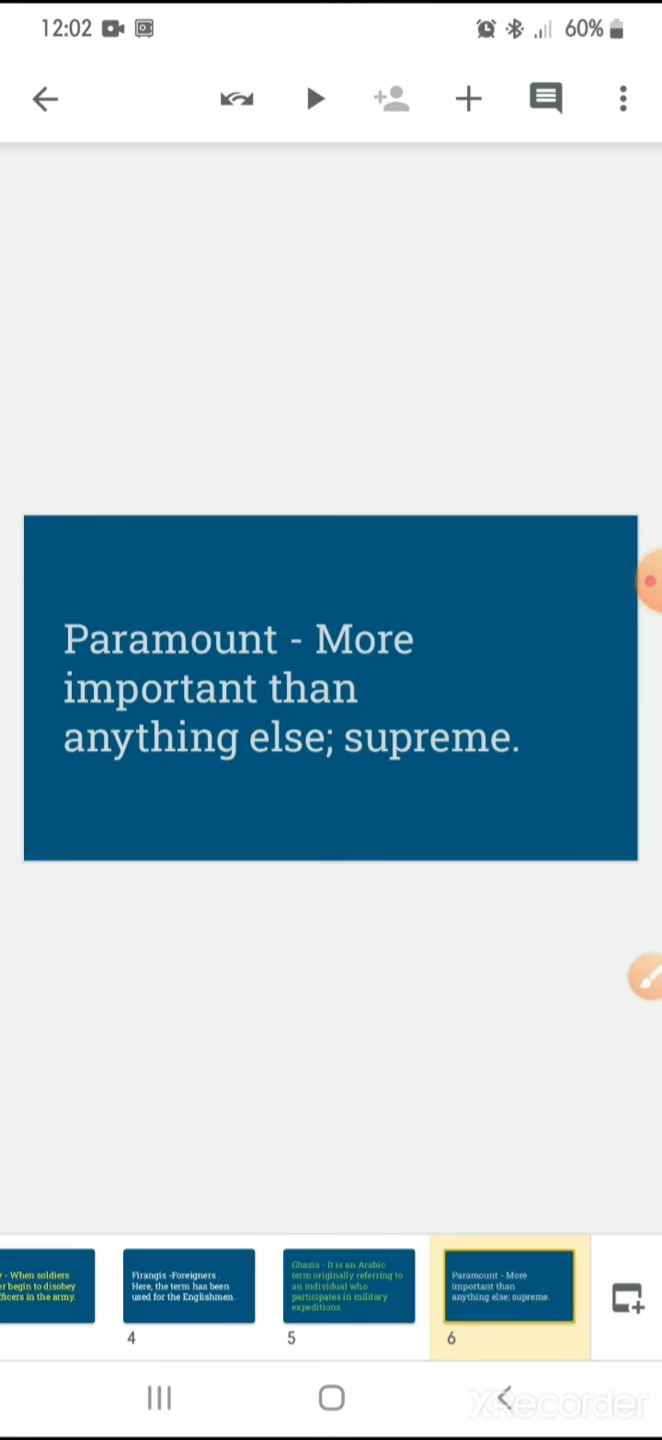 12:02
60%
Paramount - More
important than
anything else; supreme.
- When soldiers
begin to disobey
in the army.
Firangis -Foreigners .
Here, the term has been
used for the Englishmen.
Ghazis - It is an Arabic
term originally referring to
an individual who
participates in military
expeditions.
Paramount - More
important than
anything else; supreme.
4
5
6
XRecorder